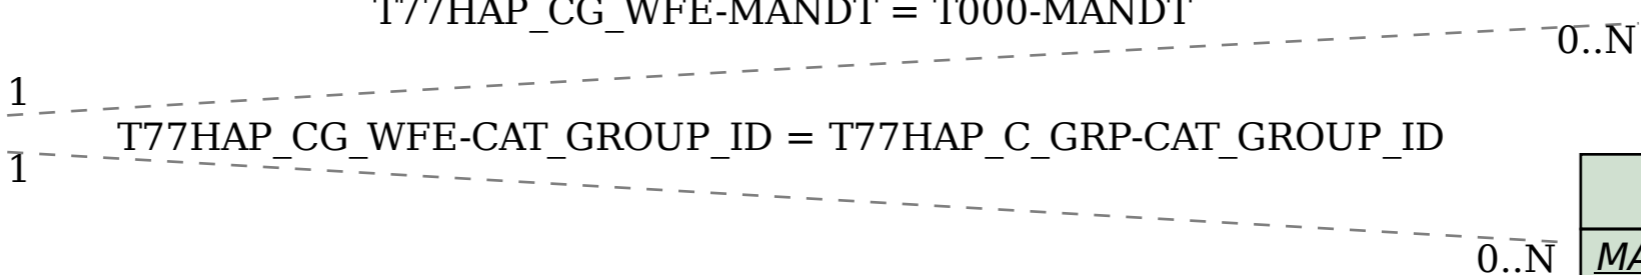 T77HAP_CG_WFE-MANDT = T000-MANDT
0..N
1
T77HAP_CG_WFE-CAT_GROUP_ID = T77HAP_C_GRP-CAT_GROUP_ID
1
0..N